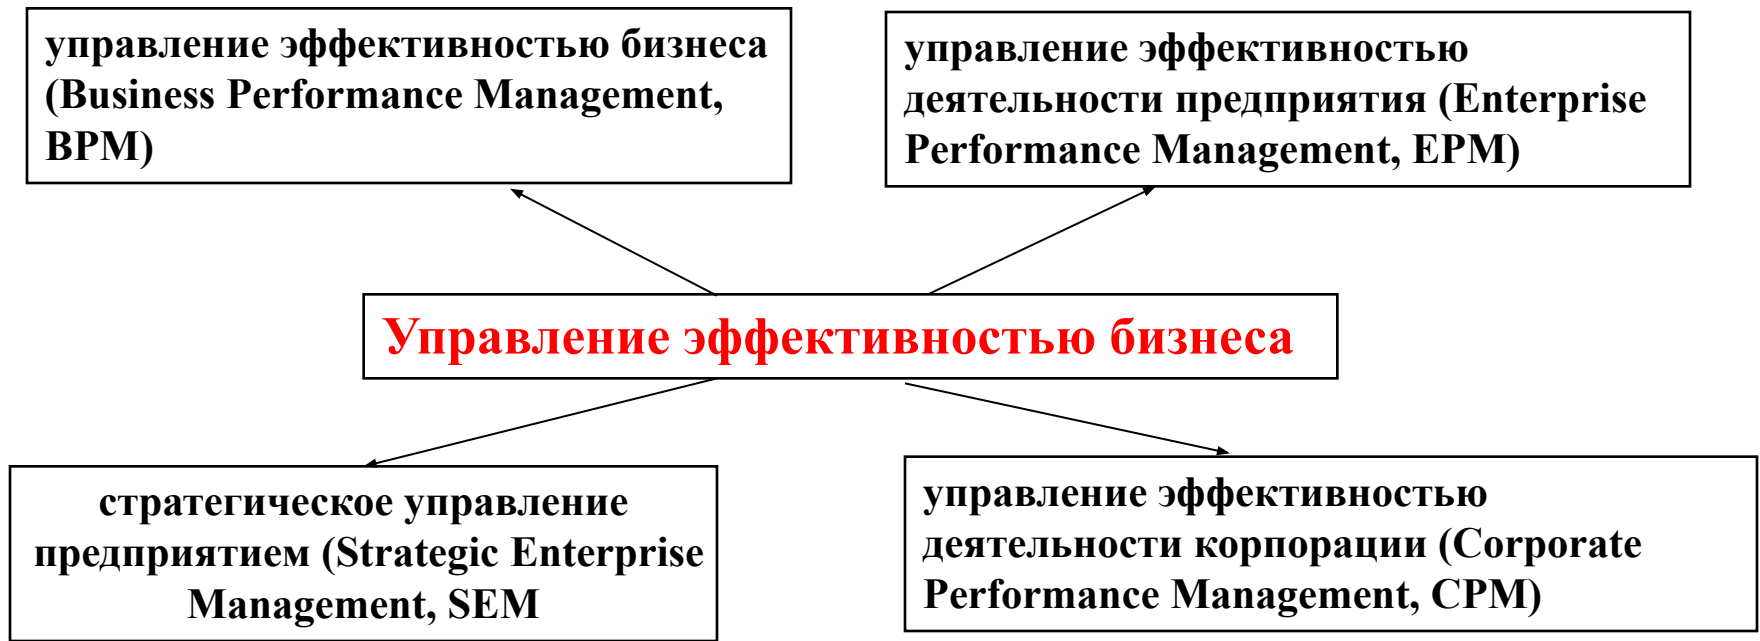 управление эффективностью бизнеса
(Business Performance Management,
BPM)
управление эффективностью
деятельности предприятия (Enterprise
Performance Management, EPM)
Управление эффективностью бизнеса
стратегическое управление
предприятием (Strategic Enterprise
Management, SEM
управление эффективностью
деятельности корпорации (Corporate
Performance Management, CPM)